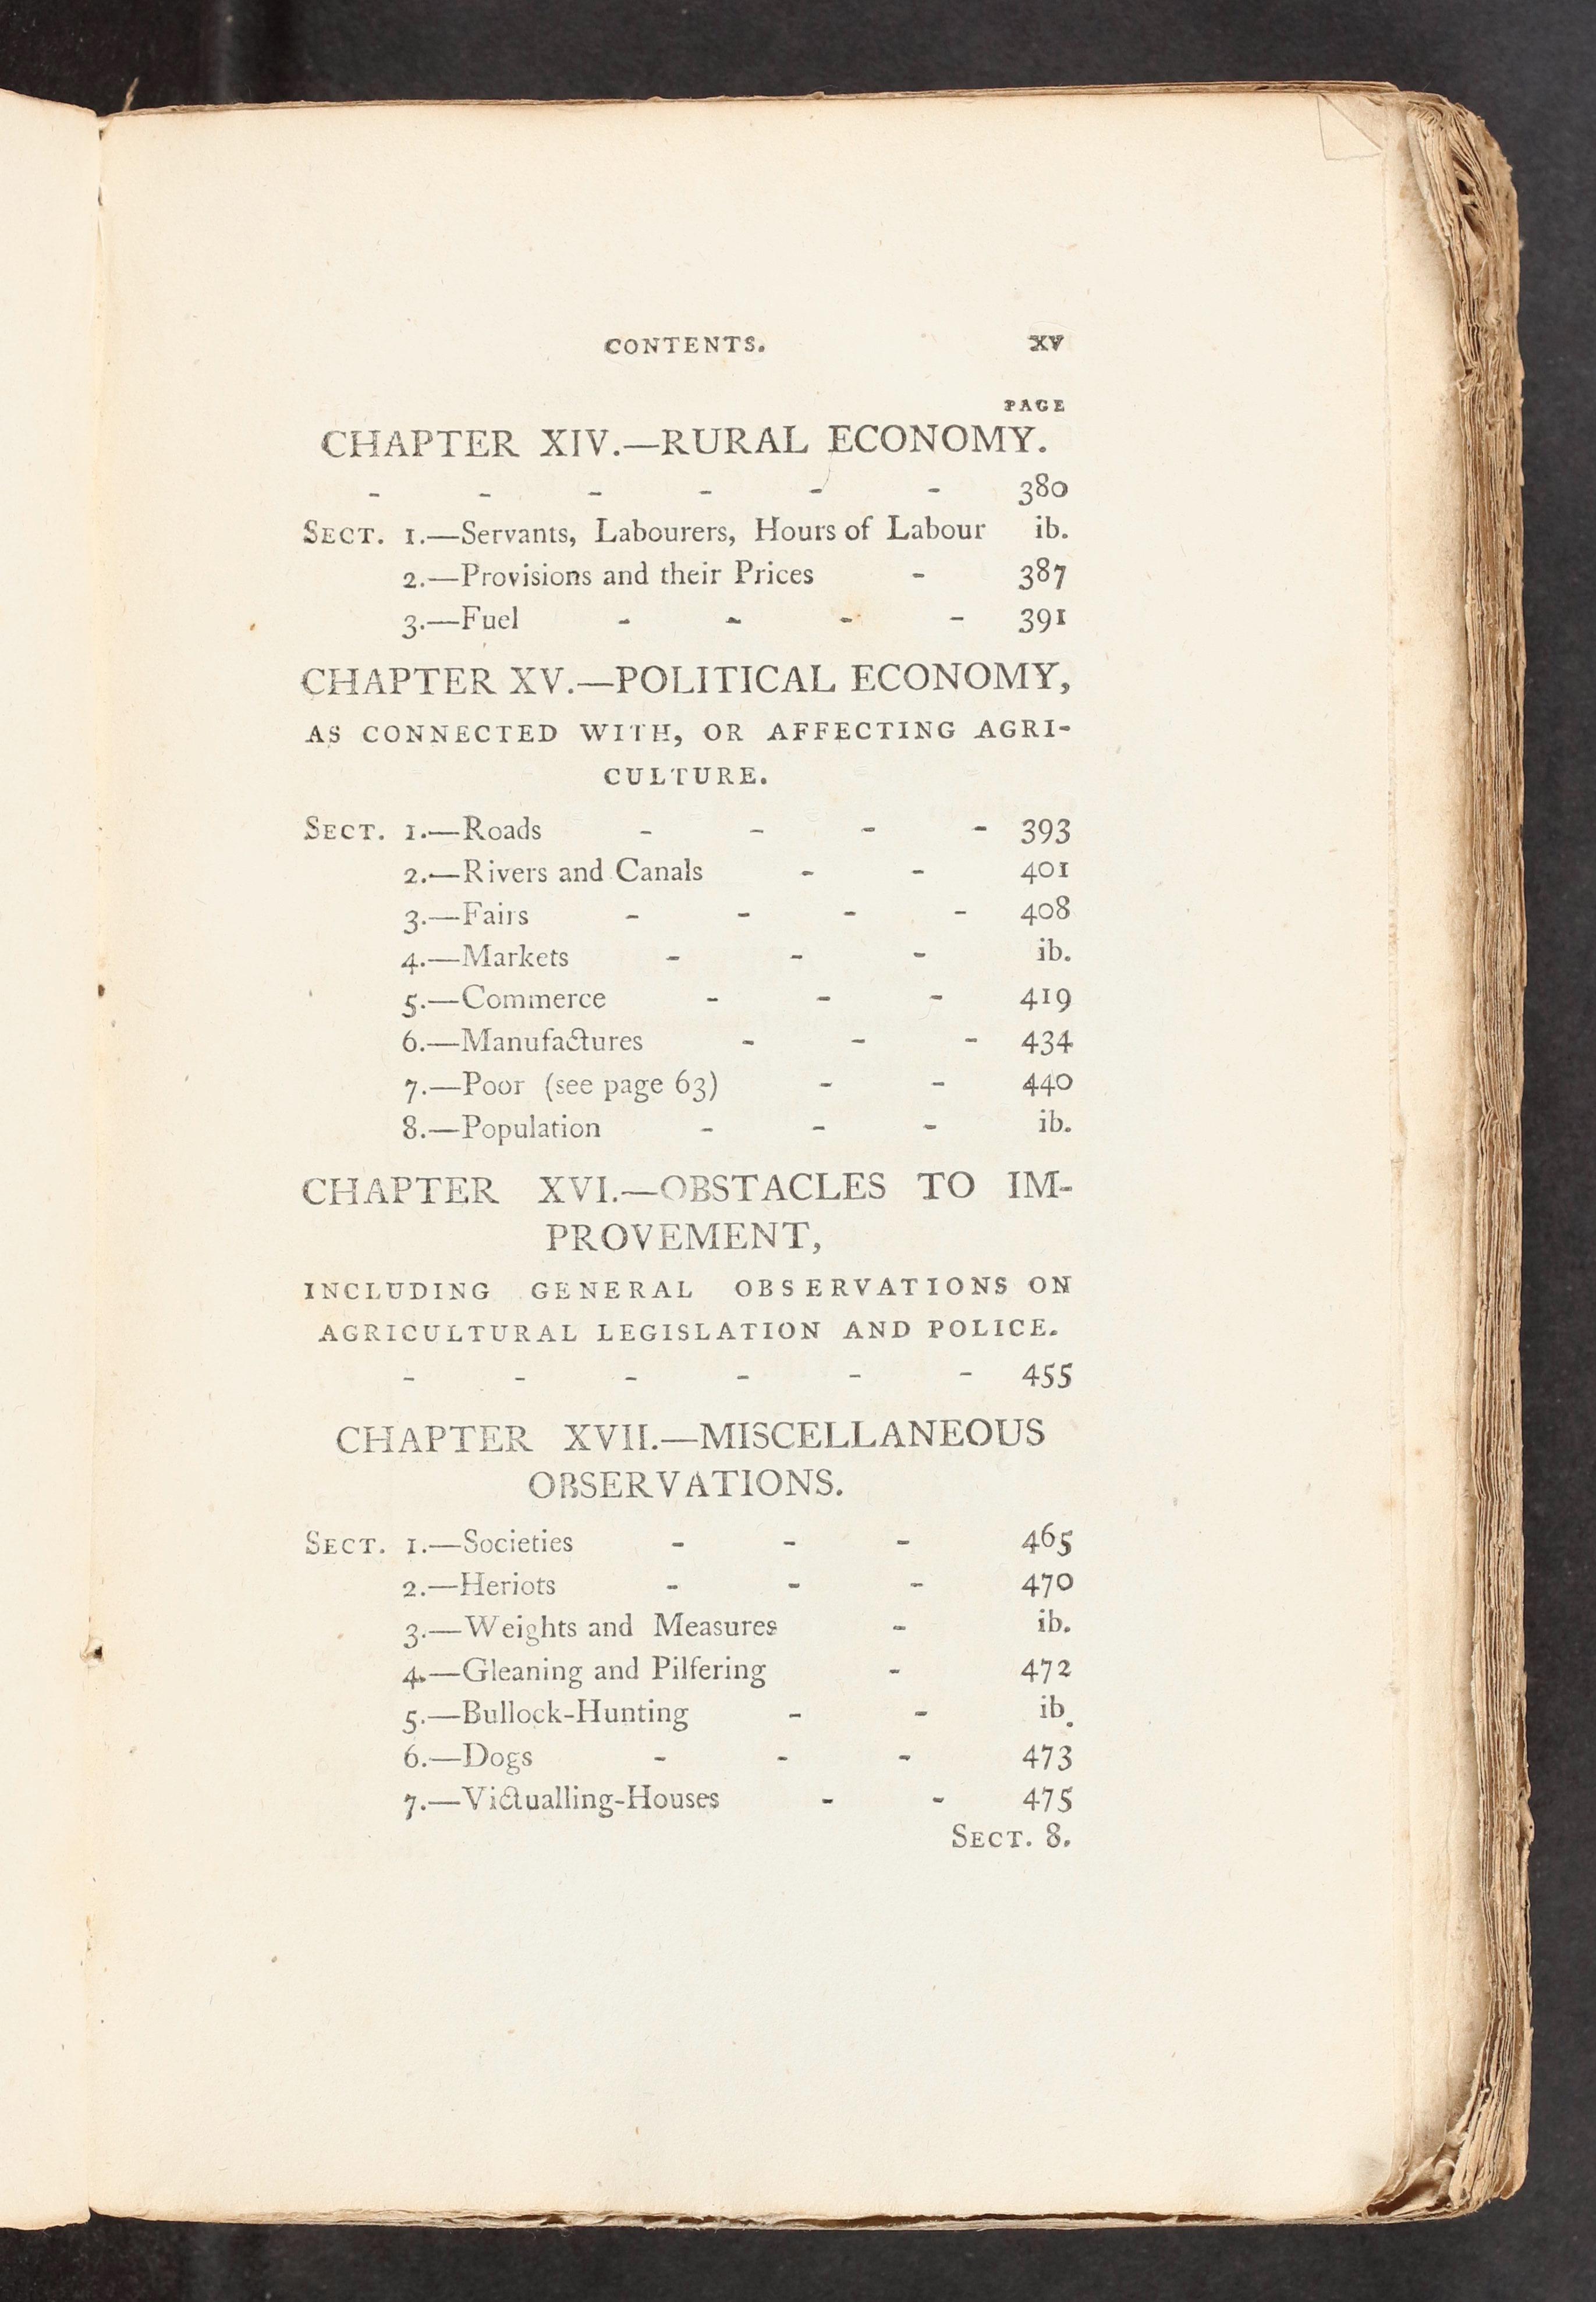 CONTENTS. XV
PAGE
CHAPTER XIV.—RURAL ECONOMY.
- - - - - - 380
SECT. 1.—Servants, Labourers, Hours of Labour ib.
2.—Provisions and their Prices - 387
3.—Fuel - - - - 391
CHAPTER XV.—POLITICAL ECONOMY,
AS CONNECTED WITH, OR AFFECTING AGRI-
CULTURE.
SECT. 1.—Roads - - - - 393
2.—Rivers and Canals - - 401
3.—Fairs - - - - 408
4.—Markets - - - ib.
5.—Commerce - - - 419
6.—Manufactures - - - 434
7.—Poor (see page 63) - - 440
8.—Population - - - ib.
CHAPTER XVI.—OBSTACLES TO IM-
PROVEMENT,
INCLUDING GENERAL OBSERVATIONS ON
AGRICULTURAL LEGISLATION AND POLICE.
- - - - - - 455
CHAPTER XVII.—MISCELLANEOUS
OBSERVATIONS.
SECT. 1.—Societies - - - 465
2.—Heriots - - - 470
3.—Weights and Measures - ib.
4.—Gleaning and Pilfering - 472
5.—Bullock-Hunting - - ib.
6.—Dogs - - - 473
7.—Victualling-Houses - - 475
SECT. 8.